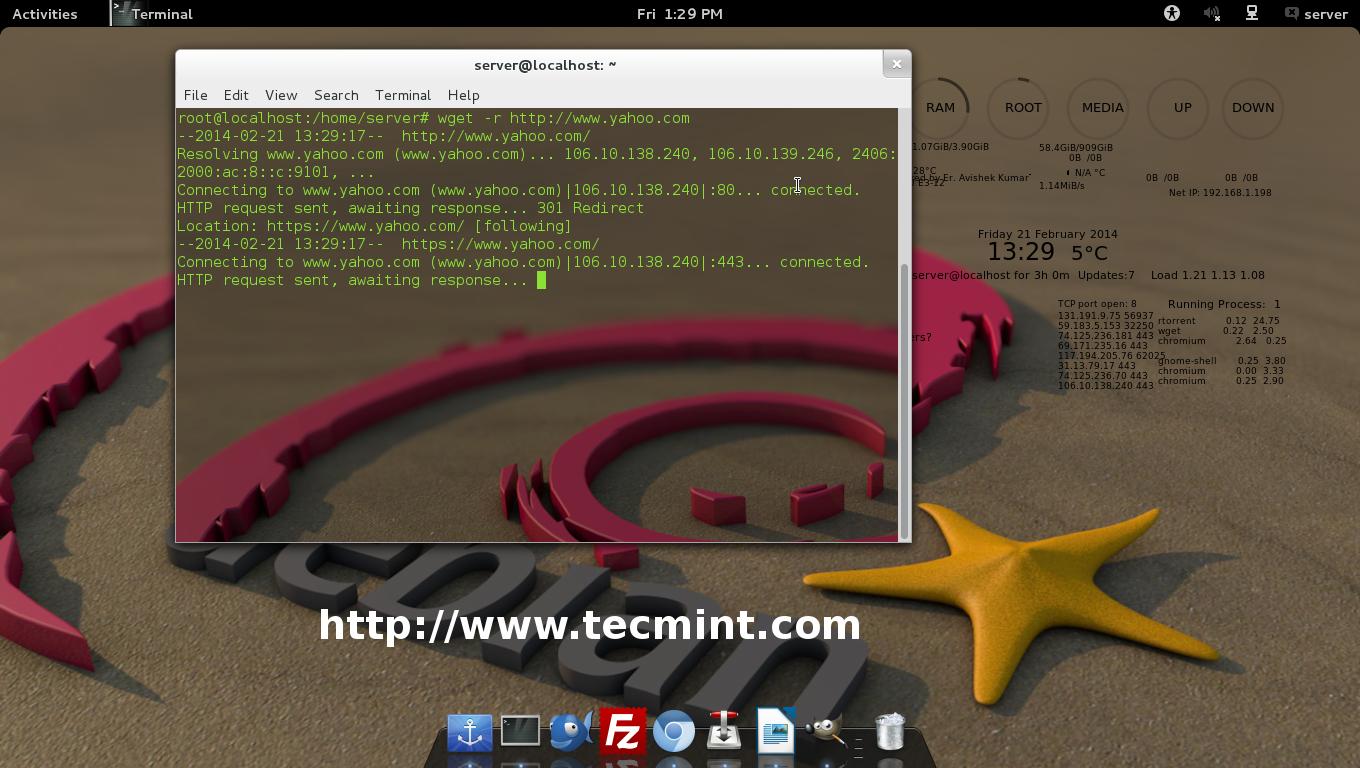 Activities
Terminal
Fri 1:29 PM
server
server@localhost: ~
File Edit View Search Terminal Help
root@localhost:/home/server# wget -r http://www.yahoo.com
--2014-02-21 13:29:17--  http://www.yahoo.com/
Resolving www.yahoo.com (www.yahoo.com)... 106.10.138.240, 106.10.139.246, 2406:
2000:ac:8::c:9101, ...
Connecting to www.yahoo.com (www.yahoo.com)|106.10.138.240|:80... connected.
HTTP request sent, awaiting response... 301 Redirect
Location: https://www.yahoo.com/ [following]
--2014-02-21 13:29:17--  https://www.yahoo.com/
Connecting to www.yahoo.com (www.yahoo.com)|106.10.138.240|:443... connected.
HTTP request sent, awaiting response...
RAM ROOT MEDIA UP DOWN
1.07GiB/3.90GiB 58.4GiB/909GiB
0B /0B
28°C N/A °C
by Er. Avishek Kumar
1.14MiB/s
0B /0B 0B /0B
Net IP: 192.168.1.198
Friday 21 February 2014
13:29 5°C
server@localhost for 3h 0m Updates:7 Load 1.21 1.13 1.08
TCP port open: 8
131.191.9.75 56937
59.183.5.153 32250
74.125.236.181 443
69.171.235.16 443
117.194.205.76 62025
31.13.79.17 443
74.125.236.70 443
106.10.138.240 443
Running Process: 1
rtorrent 0.12 24.75
wget 0.22 2.50
chromium 2.64 0.25
gnome-shell 0.25 3.80
chromium 0.00 3.33
chromium 0.25 2.90
ers?
debian
http://www.tecmint.com
Fz